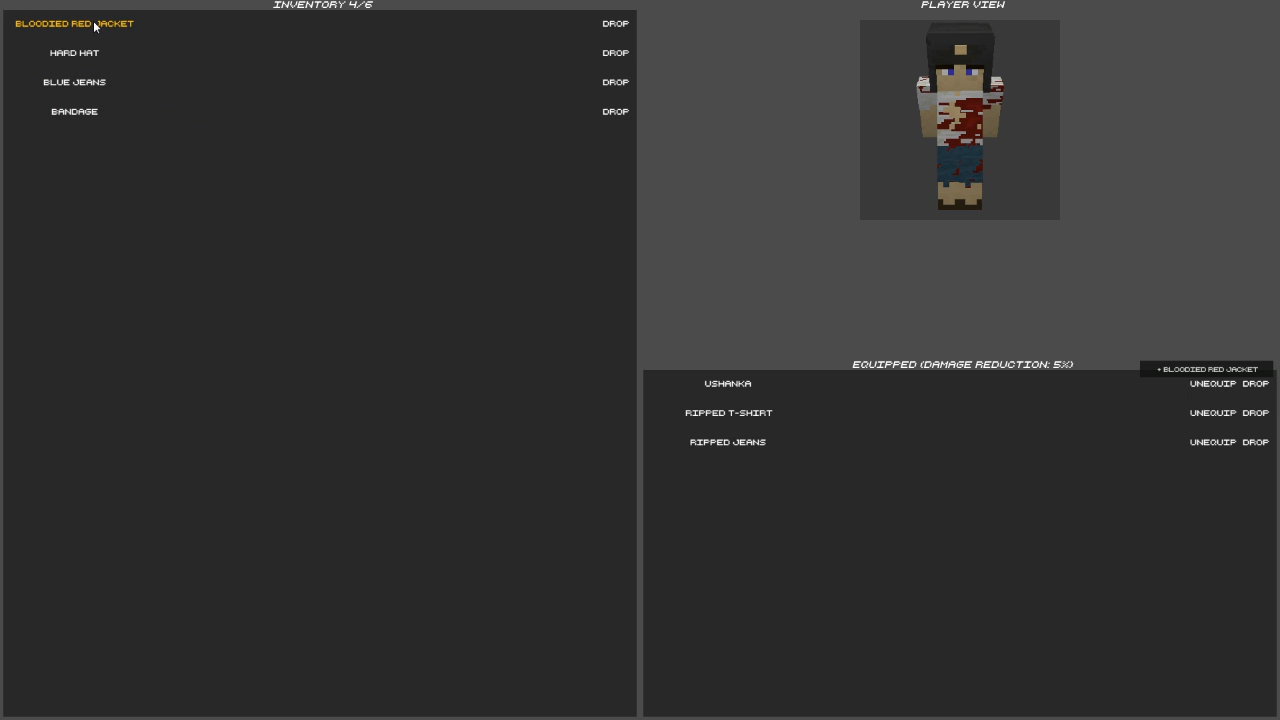 INVENTORY 4/6
BLOODIED RED JACKET DROP
HARD HAT DROP
BLUE JEANS DROP
BANDAGE DROP
PLAYER VIEW
EQUIPPED (DAMAGE REDUCTION: 5%)
+ BLOODIED RED JACKET
USHANKA UNEQUIP DROP
RIPPED T-SHIRT UNEQUIP DROP
RIPPED JEANS UNEQUIP DROP